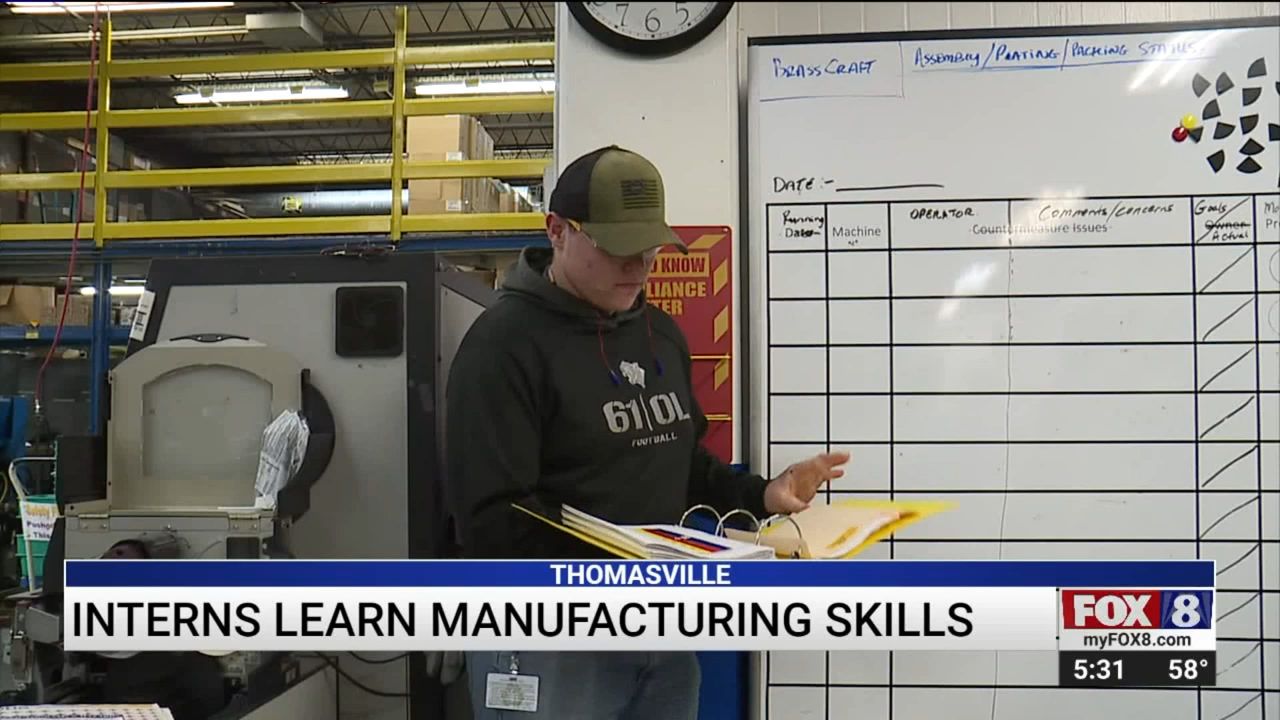 7 6 5
BRASSCRAFT
ASSEMBLY/PLATING/PACKING STATUS
DATE:-
Running Date
Machine
OPERATOR
COMMENTS/CONCERNS
-Countermeasure Issues-
Goals
Owner
Actual
O KNOW
LIANCE
TER
61|OL
FOOTBALL
THOMASVILLE
INTERNS LEARN MANUFACTURING SKILLS
FOX 8
myFOX8.com
5:31 58°